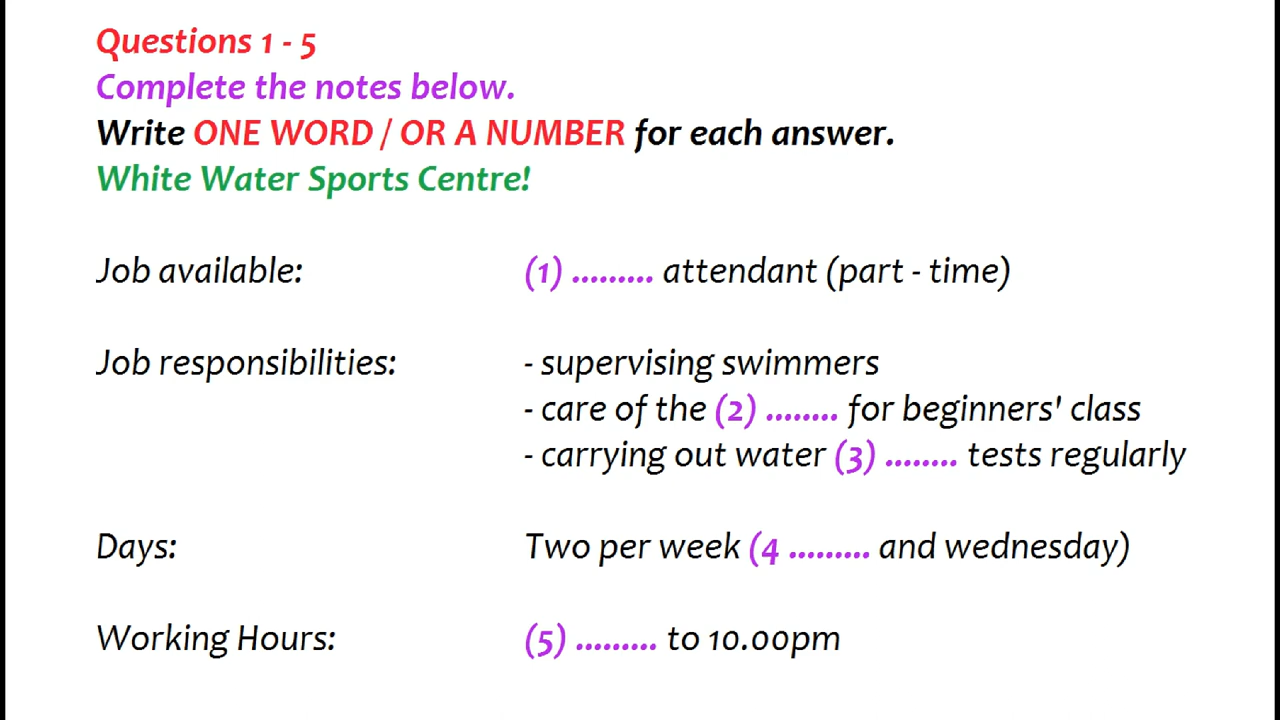 Questions 1 - 5
Complete the notes below.
Write ONE WORD / OR A NUMBER for each answer.
White Water Sports Centre!
Job available: (1) ......... attendant (part - time)
Job responsibilities: - supervising swimmers
- care of the (2) ........ for beginners' class
- carrying out water (3) ........ tests regularly
Days: Two per week (4 ......... and wednesday)
Working Hours: (5) ......... to 10.00pm